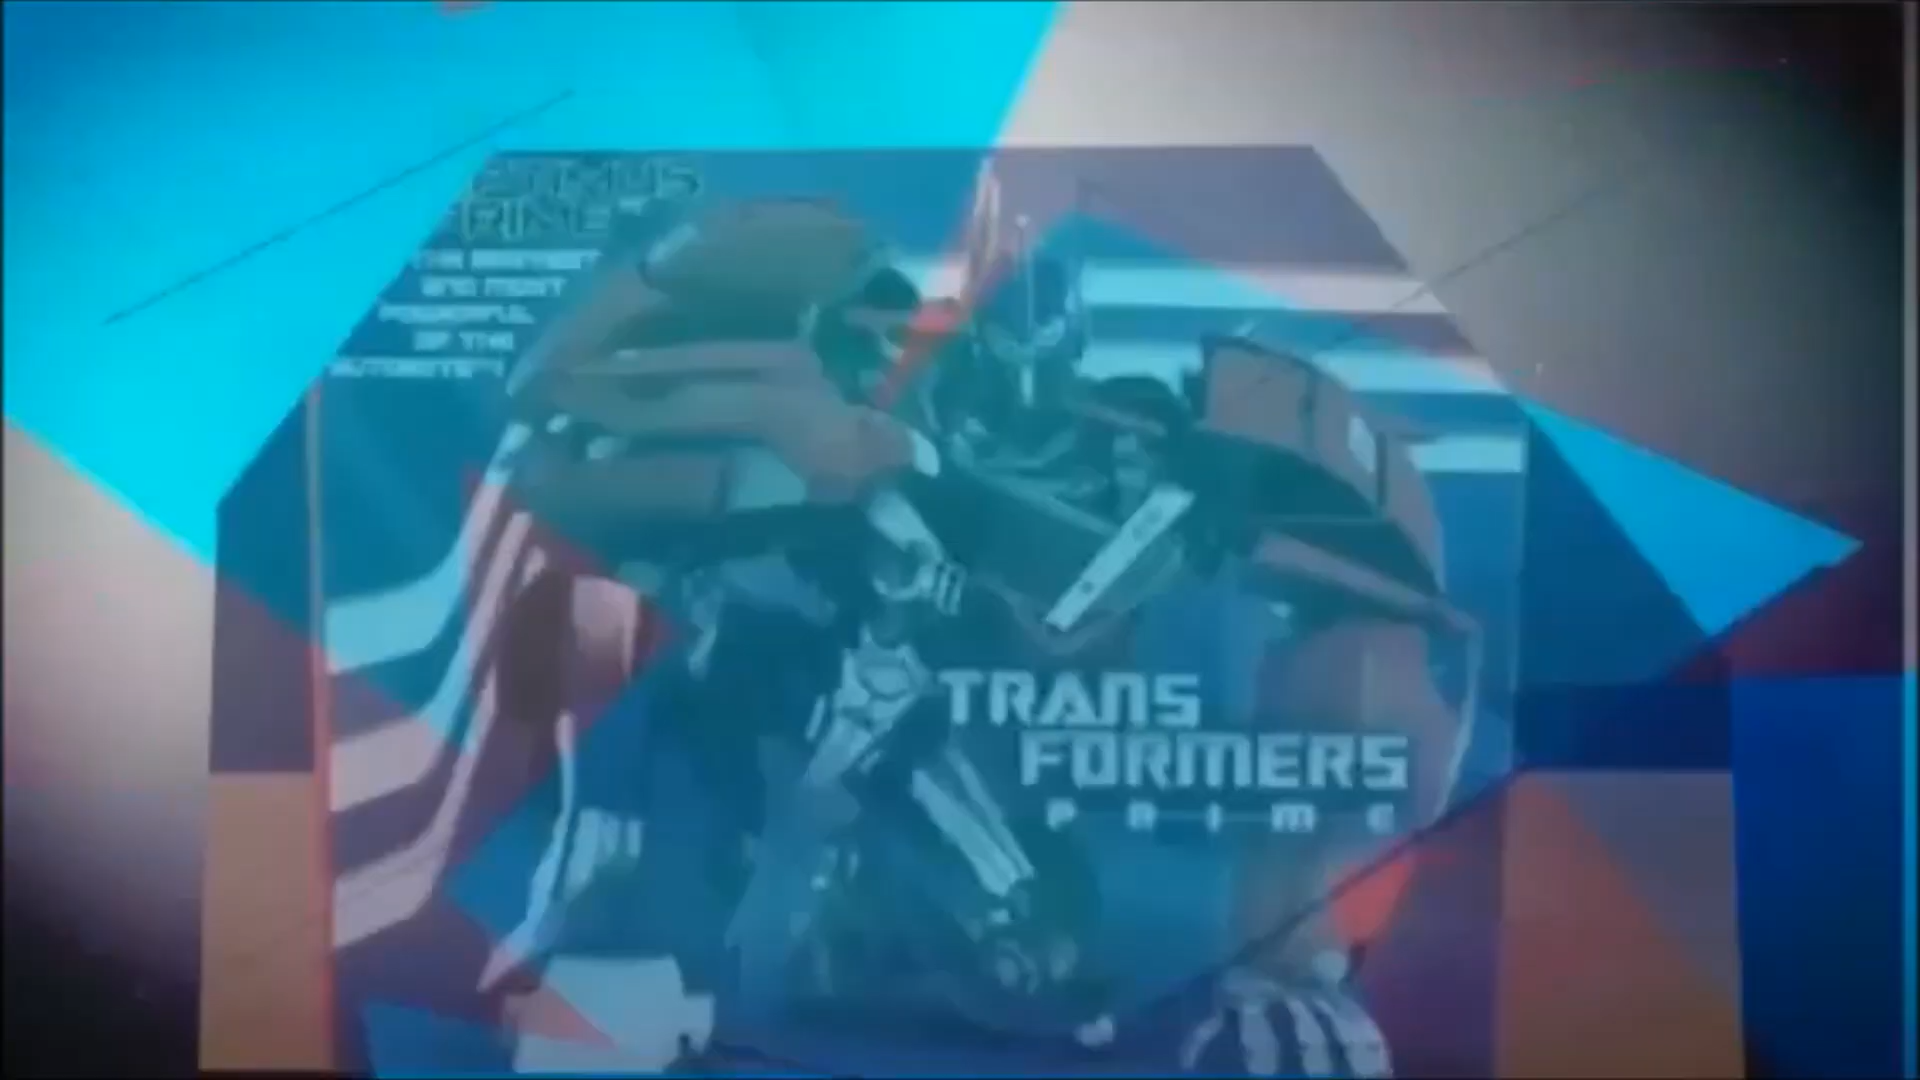 OPTIMUS
PRIME
THE BRAVEST
AND MOST
POWERFUL
OF THE
AUTOBOTS!
TRANS
FORMERS
PRIME